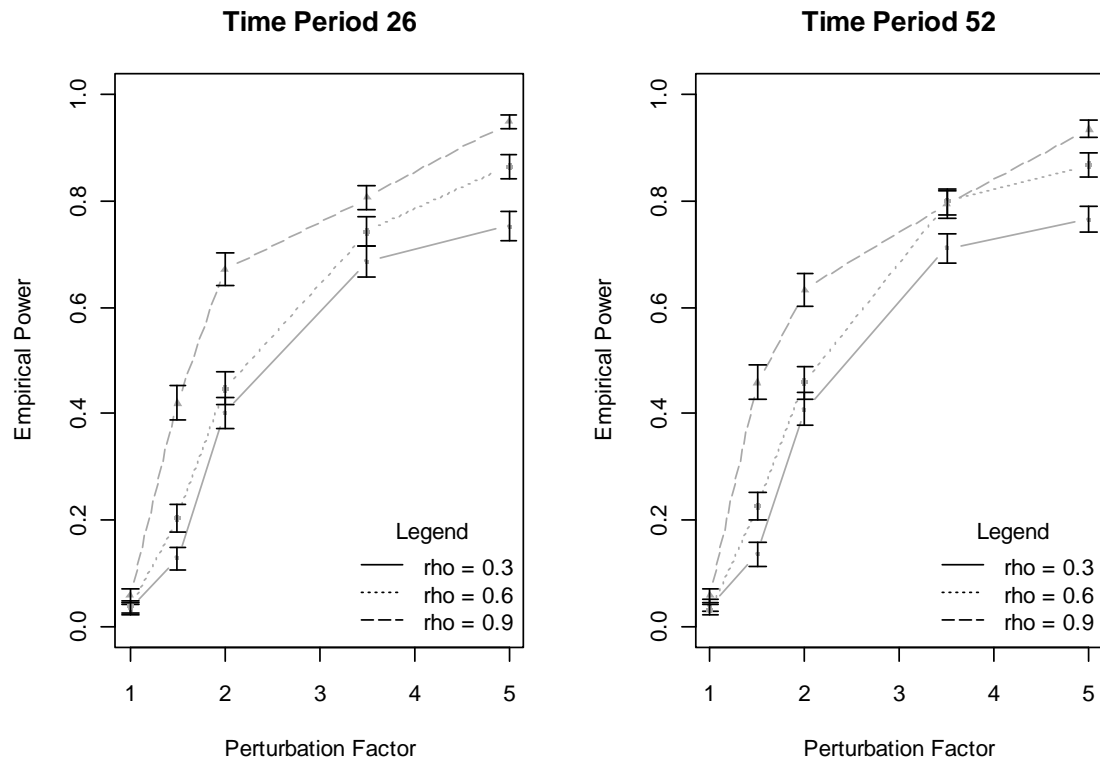 Time Period 26
Empirical Power
1.0
0.8
0.6
0.4
0.2
0.0
Legend
rho = 0.3
rho = 0.6
rho = 0.9
1 2 3 4 5
Perturbation Factor
Time Period 52
Empirical Power
1.0
0.8
0.6
0.4
0.2
0.0
Legend
rho = 0.3
rho = 0.6
rho = 0.9
1 2 3 4 5
Perturbation Factor